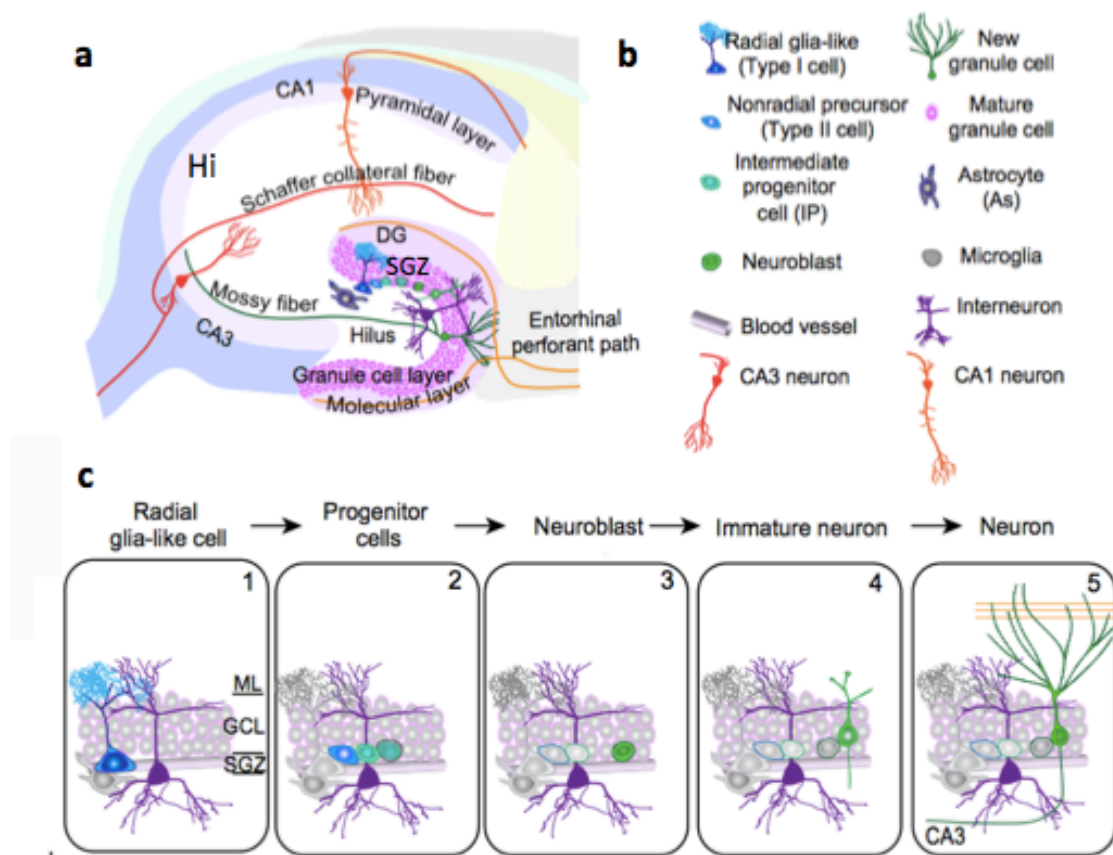 a
CA1
Pyramidal layer
Hi
Schaffer collateral fiber
DG
SGZ
Mossy fiber
CA3
Hilus
Entorhinal
perforant path
Granule cell layer
Molecular layer
b
Radial glia-like
(Type I cell)
New
granule cell
Nonradial precursor
(Type II cell)
Mature
granule cell
Intermediate
progenitor
cell (IP)
Astrocyte
(As)
Neuroblast
Microglia
Blood vessel
Interneuron
CA3 neuron
CA1 neuron
c
Radial
glia-like cell
Progenitor
cells
Neuroblast
Immature neuron
Neuron
1
2
3
4
5
ML
GCL
SGZ
CA3